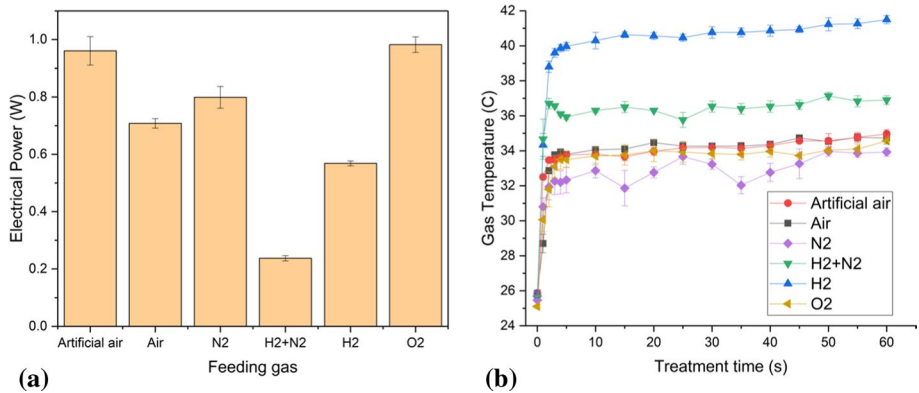 1.0
0.8
0.6
0.4
0.2
0.0
Electrical Power (W)
Artificial air Air N2 H2+N2 H2 O2
Feeding gas
(a)
42
40
38
36
34
32
30
28
26
24
Gas Temperature (C)
Artificial air
Air
N2
H2+N2
H2
O2
0 10 20 30 40 50 60
Treatment time (s)
(b)